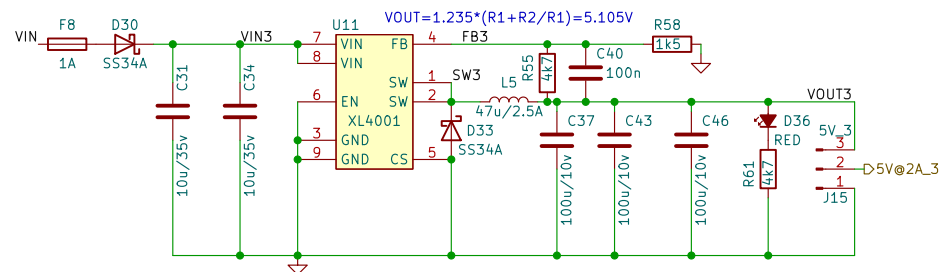 VOUT=1.235*(R1+R2/R1)=5.105V
F8
D30
U11
R58
VIN
VIN3
7
VIN
FB
4
FB3
1A
SS34A
8
VIN
1k5
C40
100n
R55
4k7
C31
C34
SW
1
SW3
L5
6
EN
SW
2
47u/2.5A
VOUT3
XL4001
D33
SS34A
C37
C43
C46
D36
RED
5V_3
3
GND
3
9
GND
CS
5
2
5V@2A_3
1
J15
10u/35v
10u/35v
100u/10v
100u/10v
100u/10v
R61
4k7